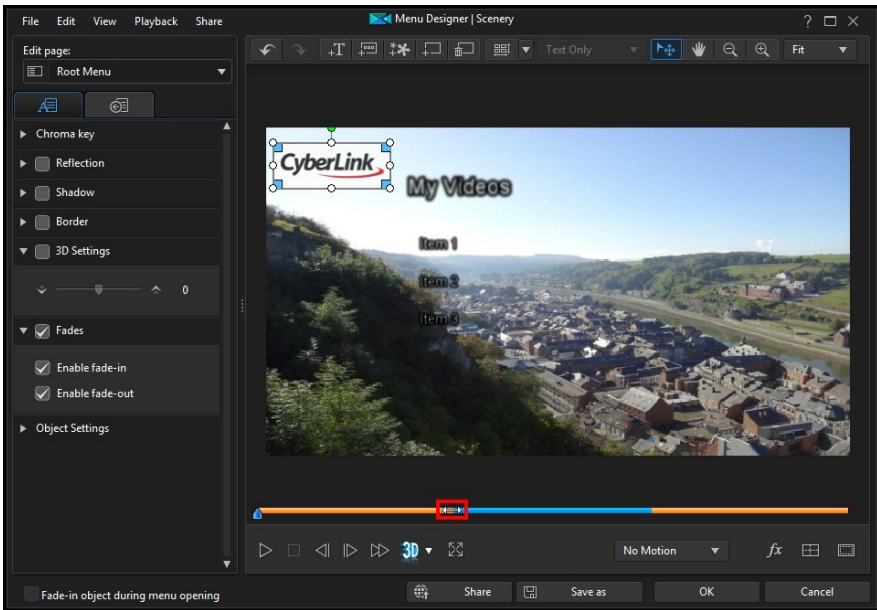 File Edit View Playback Share
Menu Designer | Scenery
?
Edit page:
Root Menu
+T
Text Only
Fit
A
Chroma key
Reflection
Shadow
Border
3D Settings
0
Fades
Enable fade-in
Enable fade-out
Object Settings
CyberLink
My Videos
Item 1
Item 2
Item 3
3D
No Motion
fx
Fade-in object during menu opening
Share
Save as
OK
Cancel